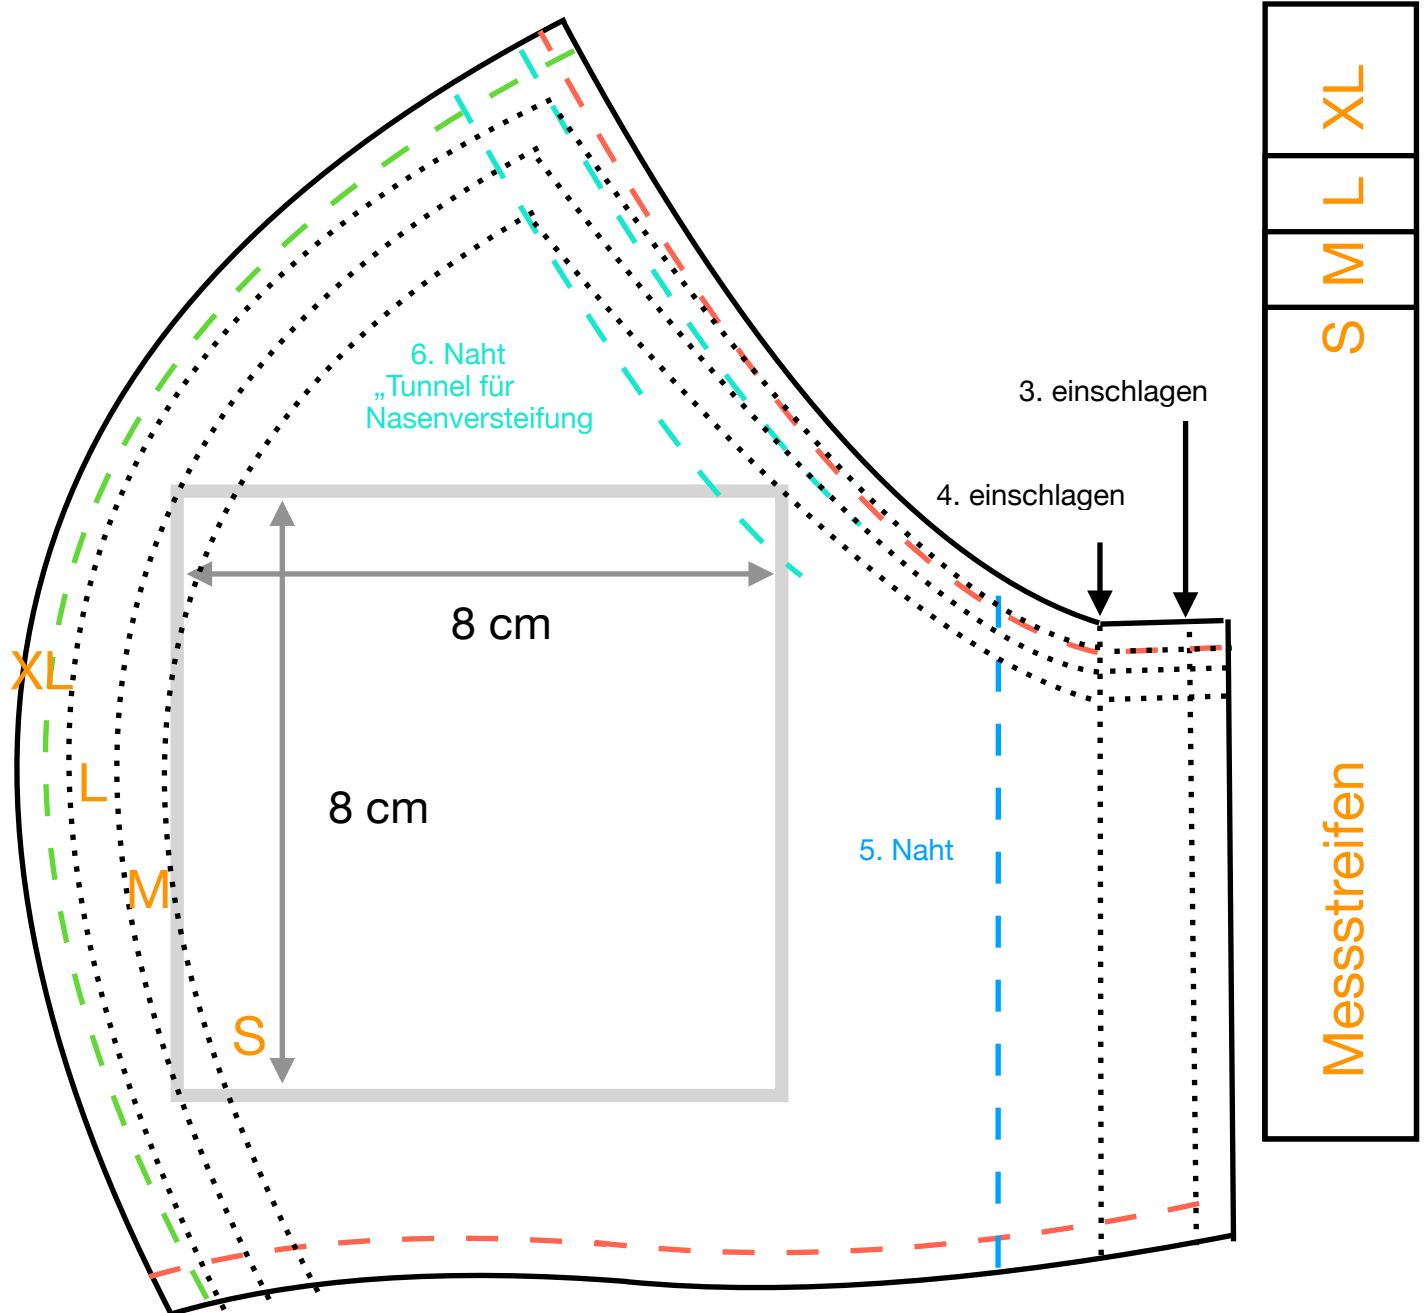 XL
L
M
S
Messstreifen
6. Naht
„Tunnel für
Nasenversteifung
3. einschlagen
4. einschlagen
8 cm
XL
L
8 cm
5. Naht
M
S